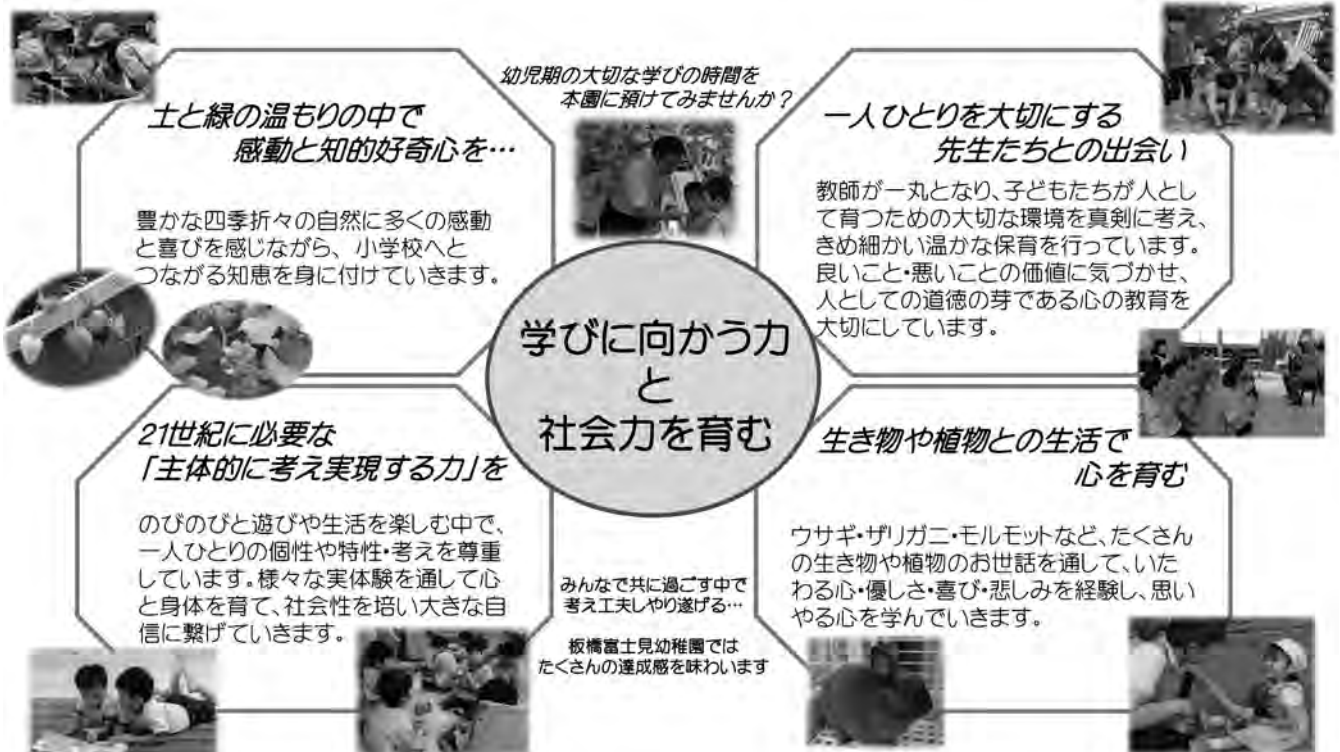 幼児期の大切な学びの時間を
本園に預けてみませんか?
土と緑の温もりの中で
感動と知的好奇心を…
豊かな四季折々の自然に多くの感動
と喜びを感じながら、小学校へと
つながる知恵を身に付けていきます。
一人ひとりを大切にする
先生たちとの出会い
教師が一丸となり、子どもたちが人とし
て育つための大切な環境を真剣に考え、
きめ細かい温かな保育を行っています。
良いこと・悪いことの価値に気づかせ、
人としての道徳の芽である心の教育を
大切にしています。
学びに向かう力
と
社会力を育む
21世紀に必要な
「主体的に考え実現する力」を
のびのびと遊びや生活を楽しむ中で、
一人ひとりの個性や特性・考えを尊重
しています。様々な実体験を通して心
と身体を育て、社会性を培い大きな自
信に繋げていきます。
生き物や植物との生活で
心を育む
ウサギ・ザリガニ・モルモットなど、たくさん
の生き物や植物のお世話を通して、いた
わる心・優しさ・喜び・悲しみを経験し、思い
やる心を学んでいきます。
みんなで共に過ごす中で
考え工夫しやり遂げる…
板橋富士見幼稚園では
たくさんの達成感を味わいます